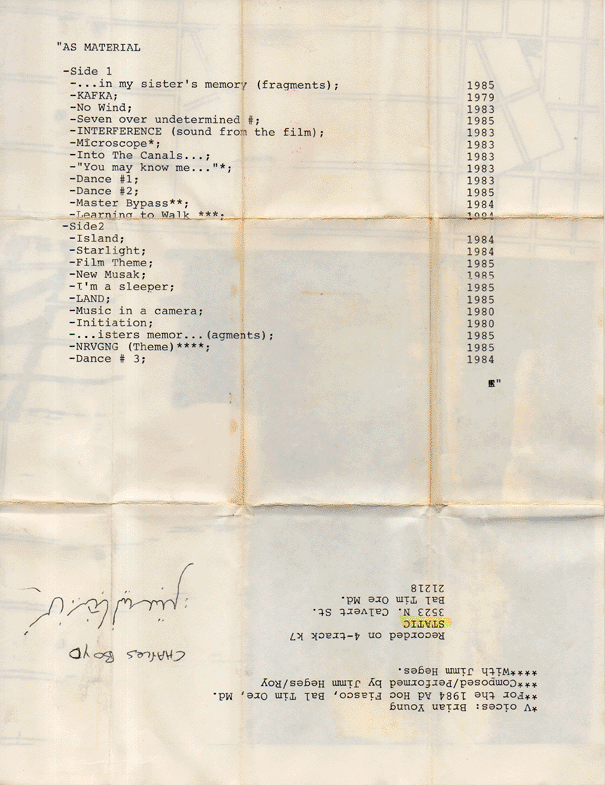 "AS MATERIAL
-Side 1
-...in my sister's memory (fragments); 1985
-KAFKA; 1979
-No Wind; 1983
-Seven over undetermined #; 1985
-INTERFERENCE (sound from the film); 1983
-Microscope*; 1983
-Into The Canals...; 1983
-"You may know me..."*; 1983
-Dance #1; 1983
-Dance #2; 1985
-Master Bypass**; 1984
-Learning to Walk ***; 1984
-Side2
-Island; 1984
-Starlight; 1984
-Film Theme; 1985
-New Musak; 1985
-I'm a sleeper; 1985
-LAND; 1985
-Music in a camera; 1980
-Initiation; 1980
-...isters memor...(agments); 1985
-NRVGNG (Theme)****; 1985
-Dance # 3; 1984
"
*V oices: Brian Young
**For the 1984 Ad Hoc Fiasco, Bal Tim Ore, Md.
***Composed/Performed by Jimm Heges/Roy
****With Jimm Heges.
Recorded on 4-track k7
STATIC
3523 N. Calvert St.
Bal Tim Ore Md.
21218
CHARLES BOYD